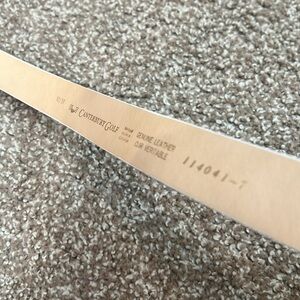 CANTERBURY GOLF
GENUINE LEATHER
CUIR VERITABLE
114041-7